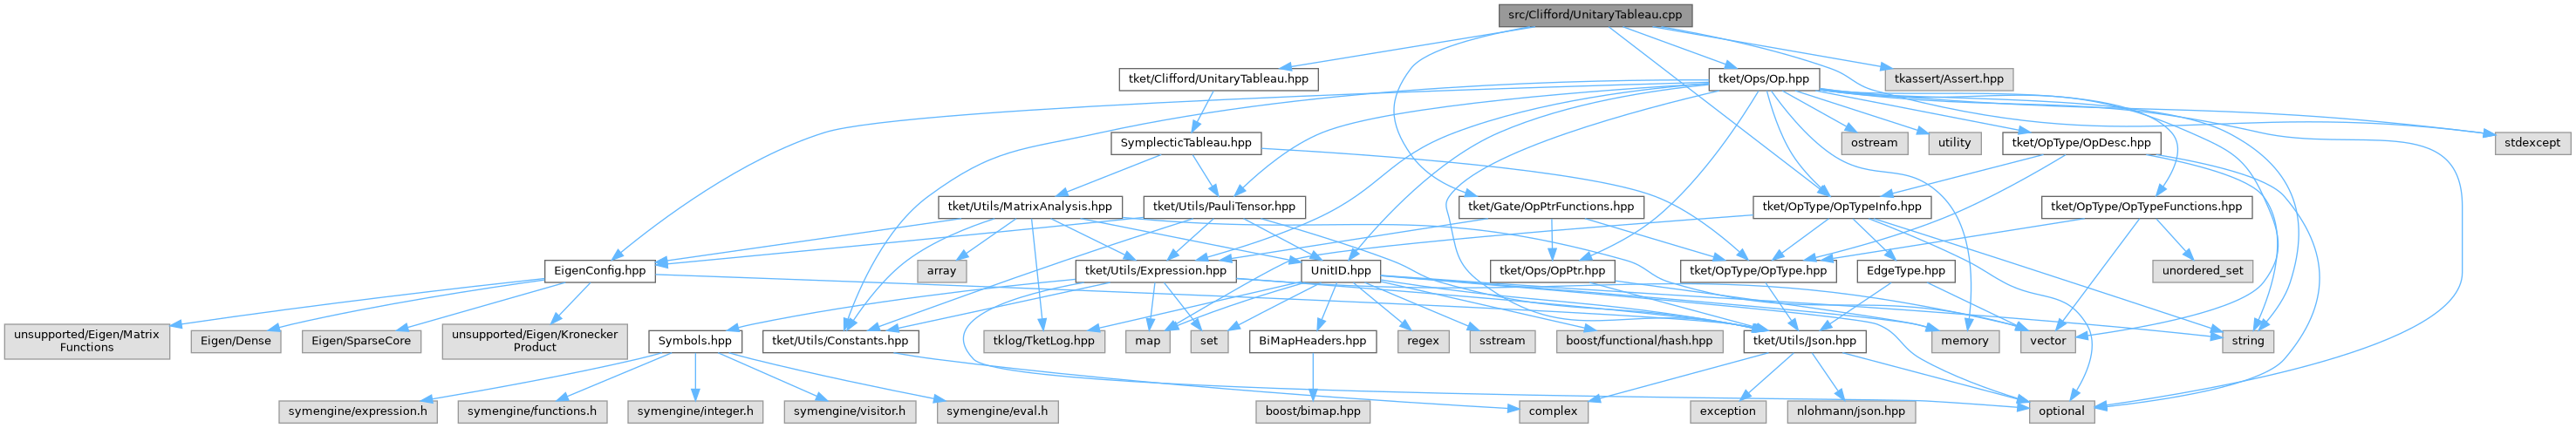 src/Clifford/UnitaryTableau.cpp
tket/Clifford/UnitaryTableau.hpp
tket/Ops/Op.hpp
tkassert/Assert.hpp
SymplecticTableau.hpp
ostream
utility
tket/OpType/OpDesc.hpp
stdexcept
tket/Utils/MatrixAnalysis.hpp
tket/Utils/PauliTensor.hpp
tket/Gate/OpPtrFunctions.hpp
tket/OpType/OpTypeInfo.hpp
tket/OpType/OpTypeFunctions.hpp
EigenConfig.hpp
array
tket/Utils/Expression.hpp
UnitID.hpp
tket/Ops/OpPtr.hpp
tket/OpType/OpType.hpp
EdgeType.hpp
unordered_set
unsupported/Eigen/Matrix
Functions
Eigen/Dense
Eigen/SparseCore
unsupported/Eigen/Kronecker
Product
Symbols.hpp
tket/Utils/Constants.hpp
tklog/TketLog.hpp
map
set
BiMapHeaders.hpp
regex
sstream
boost/functional/hash.hpp
tket/Utils/Json.hpp
memory
vector
string
symengine/expression.h
symengine/functions.h
symengine/integer.h
symengine/visitor.h
symengine/eval.h
complex
boost/bimap.hpp
exception
nlohmann/json.hpp
optional